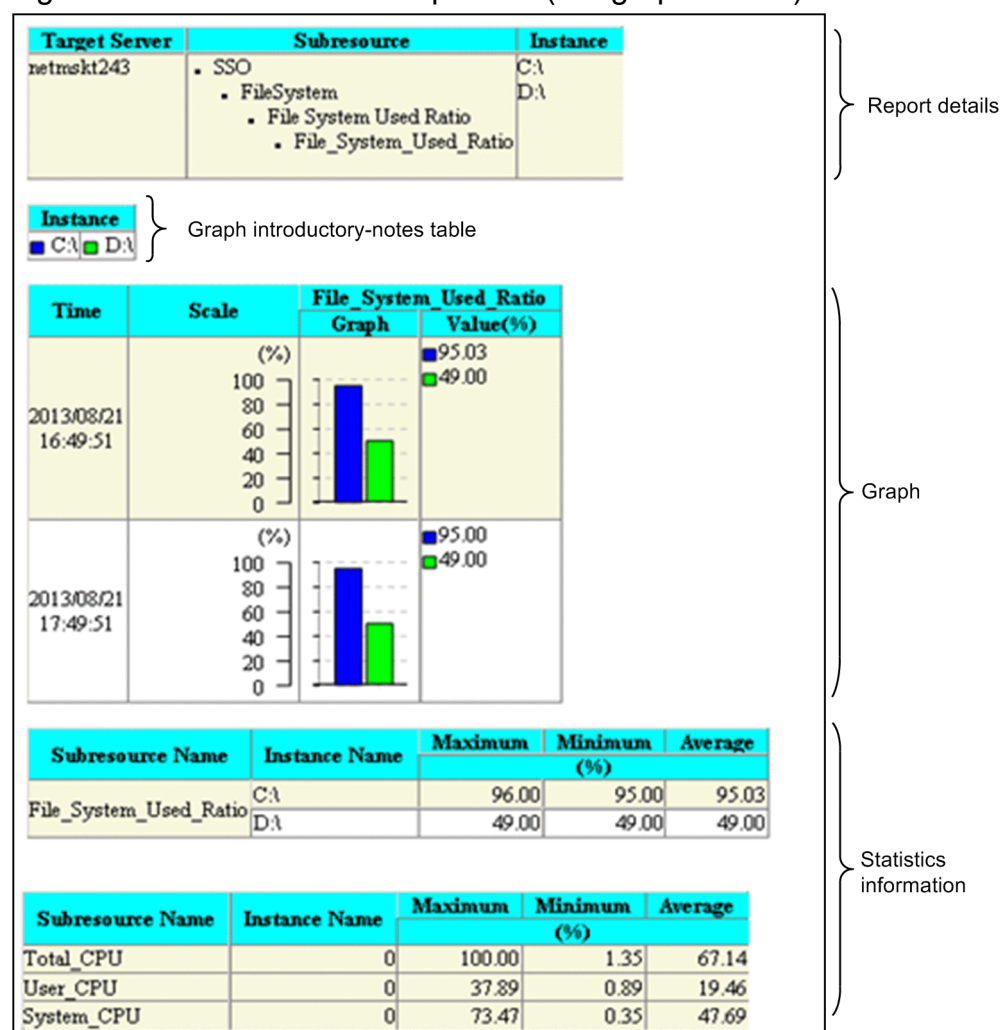 Target Server Subresource Instance
netmskt243 ▪ SSO C:\
▪ FileSystem D:\
▪ File System Used Ratio
▪ File_System_Used_Ratio
Report details
Instance
C:\ D:\
Graph introductory-notes table
Time Scale File_System_Used_Ratio
Graph Value(%)
2013/08/21
16:49:51
(%)
100
80
60
40
20
0
95.03
49.00
2013/08/21
17:49:51
(%)
100
80
60
40
20
0
95.00
49.00
Graph
Subresource Name Instance Name Maximum Minimum Average
(%)
File_System_Used_Ratio C:\ 96.00 95.00 95.03
D:\ 49.00 49.00 49.00
Statistics
information
Subresource Name Instance Name Maximum Minimum Average
(%)
Total_CPU 0 100.00 1.35 67.14
User_CPU 0 37.89 0.89 19.46
System_CPU 0 73.47 0.35 47.69